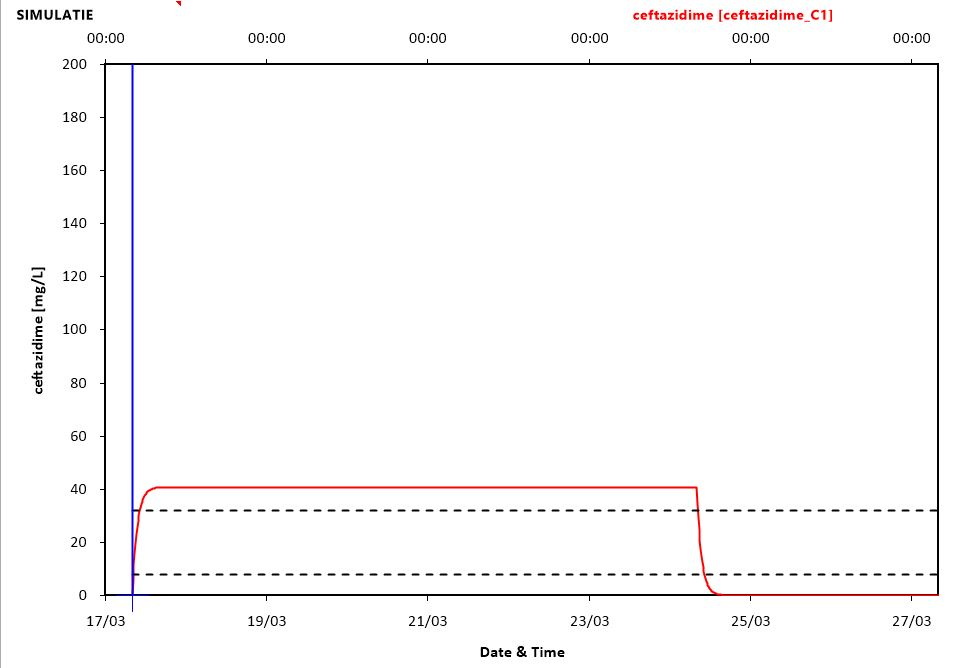 SIMULATIE
ceftazidime [ceftazidime_C1]
00:00 00:00 00:00 00:00 00:00 00:00
200
180
160
140
120
100
80
60
40
20
0
ceftazidime [mg/L]
17/03 19/03 21/03 23/03 25/03 27/03
Date & Time